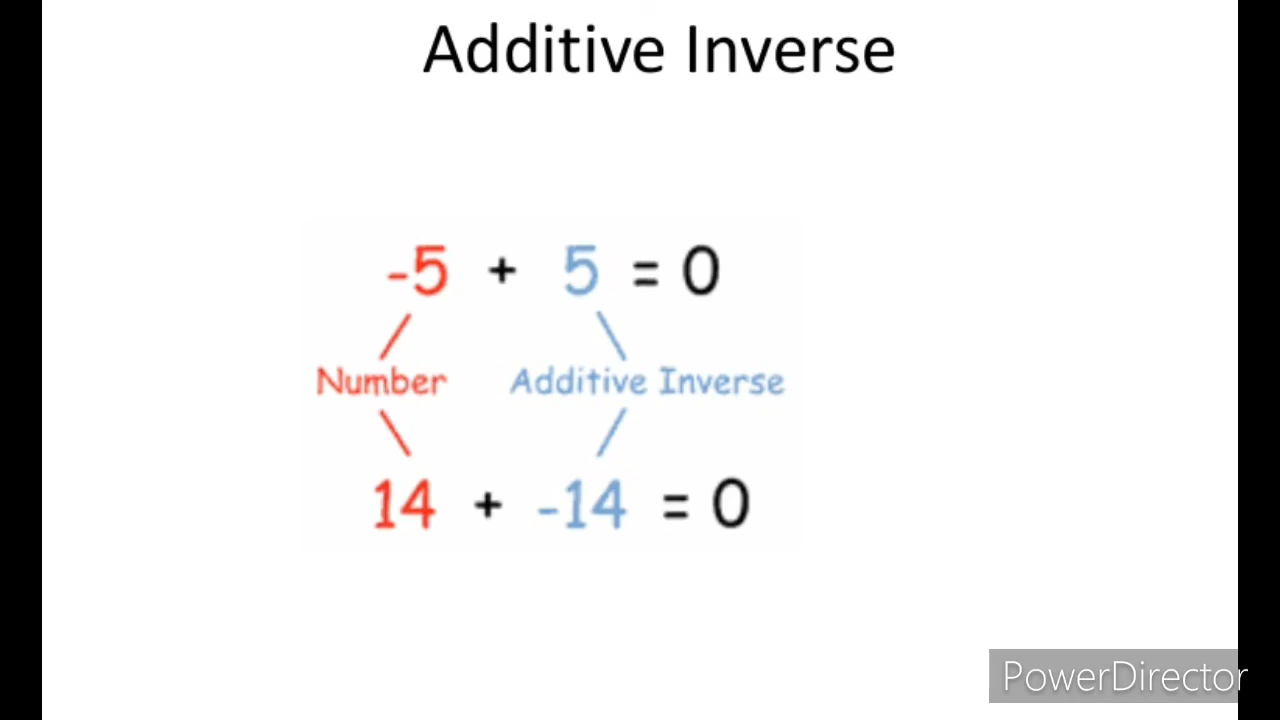 Additive Inverse
-5 + 5 = 0
Number Additive Inverse
14 + -14 = 0
PowerDirector